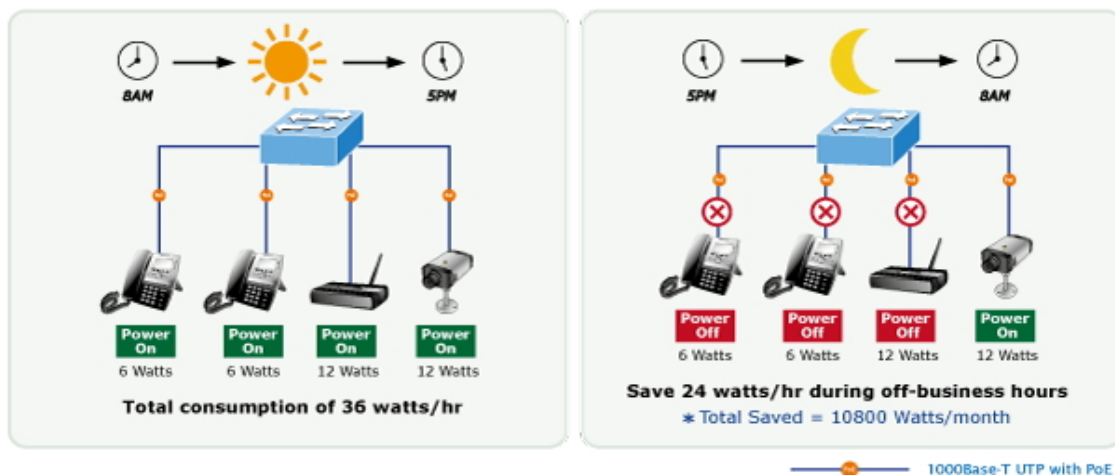 8AM
5PM
Power
On
6 Watts
Power
On
6 Watts
Power
On
12 Watts
Power
On
12 Watts
Total consumption of 36 watts/hr
5PM
8AM
Power
Off
6 Watts
Power
Off
6 Watts
Power
Off
12 Watts
Power
On
12 Watts
Save 24 watts/hr during off-business hours
* Total Saved = 10800 Watts/month
PoE
1000Base-T UTP with PoE